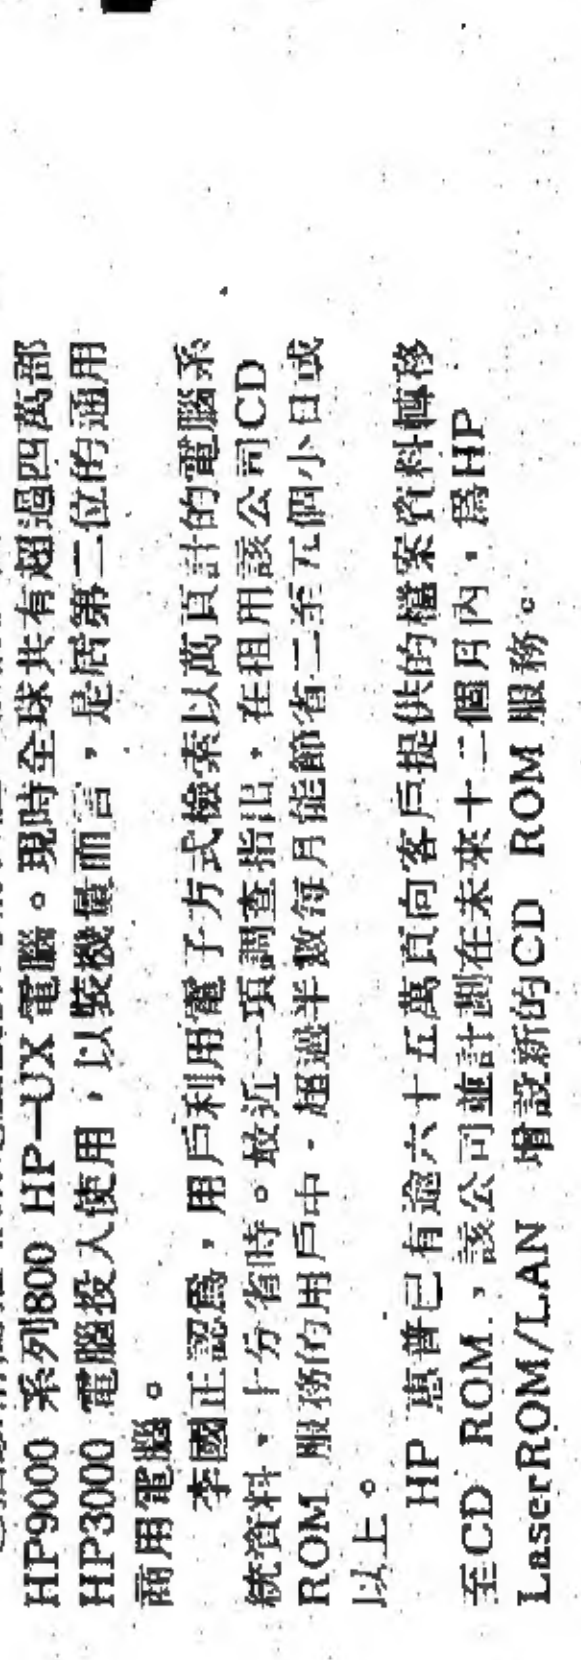 HP9000 系列800 HP-UX電腦。現時全球共有超過四萬部
HP3000 電腦投入使用，以裝機量而言，是居第二位的通用
商用電腦。
李國正認爲，用戶利用電子方式檢索以萬頁計的電腦系
統資料，十分省時。最近一項調查指出，在租用該公司CD
ROM 服務的用戶中，超過半數每月能節省二至五個小時或
以上。
HP 惠普已有逾六十五萬頁向客戶提供的檔案資料轉移
至CD ROM，該公司並計劃在未來十二個月內，爲HP
LaserROM/LAN 增設新的CD ROM 服務。